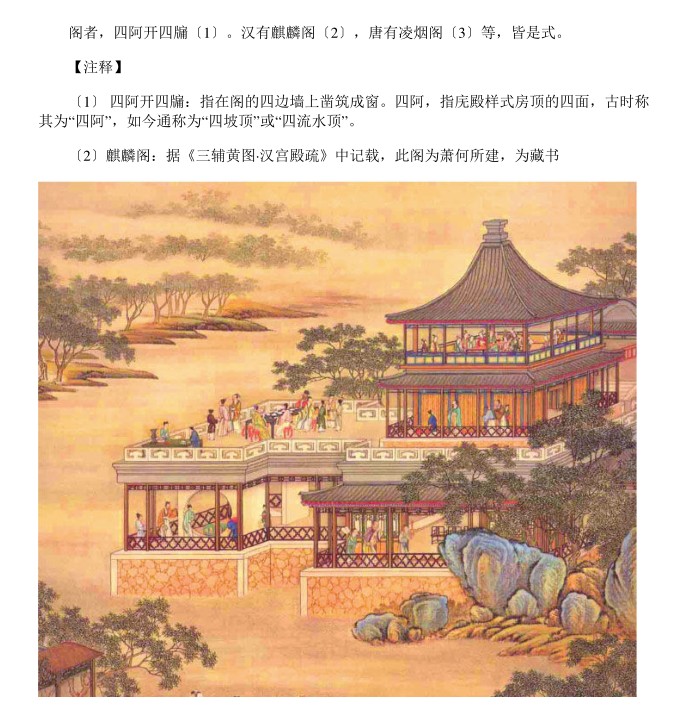 阁者，四阿开四牖〔1〕。汉有麒麟阁〔2〕，唐有凌烟阁〔3〕等，皆是式。
【注释】
〔1〕 四阿开四牖：指在阁的四边墙上凿筑成窗。四阿，指庑殿样式房顶的四面，古时称
其为“四阿”，如今通称为“四坡顶”或“四流水顶”。
〔2〕麒麟阁：据《三辅黄图·汉宫殿疏》中记载，此阁为萧何所建，为藏书